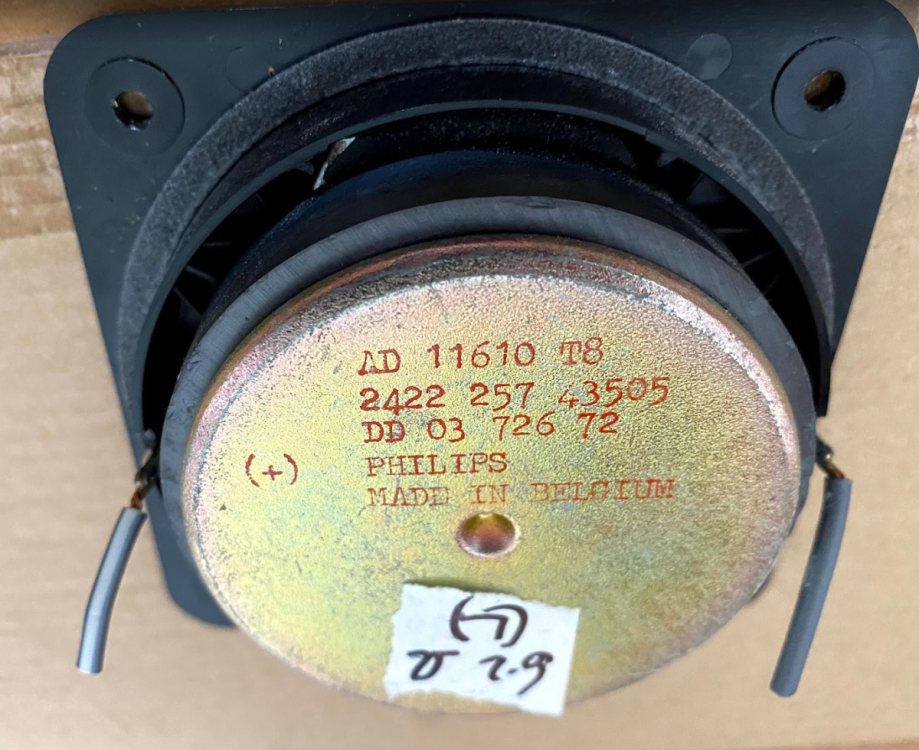 AD 11610 T8
2422 257 43505
DD 03 726 72
(+) PHILIPS
MADE IN BELGIUM